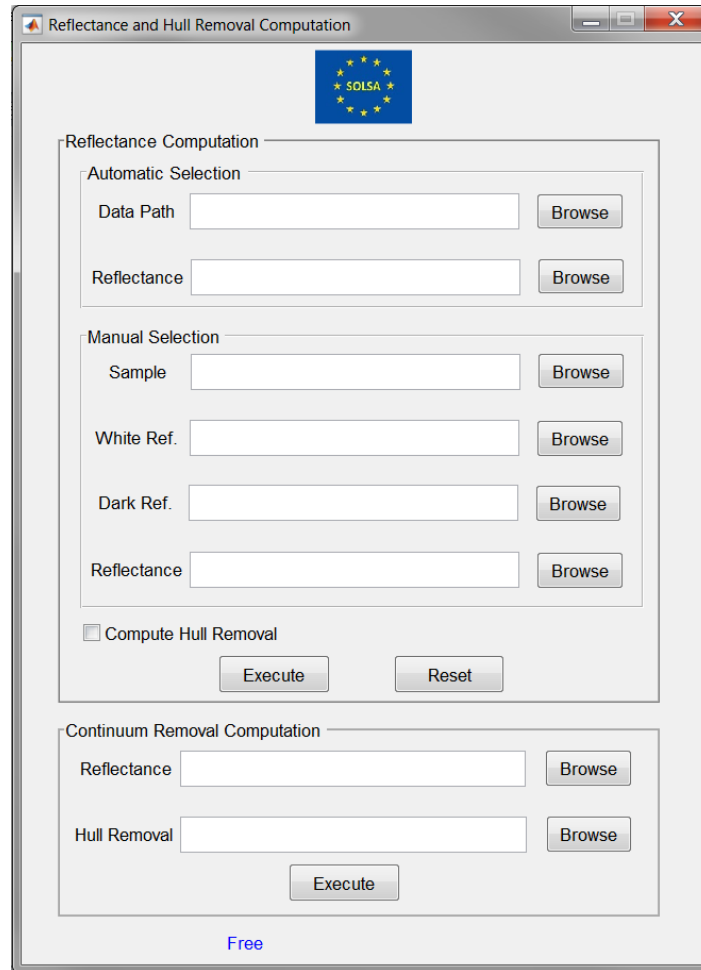 Reflectance and Hull Removal Computation
SOLSA
Reflectance Computation
Automatic Selection
Data Path Browse
Reflectance Browse
Manual Selection
Sample Browse
White Ref. Browse
Dark Ref. Browse
Reflectance Browse
Compute Hull Removal
Execute Reset
Continuum Removal Computation
Reflectance Browse
Hull Removal Browse
Execute
Free